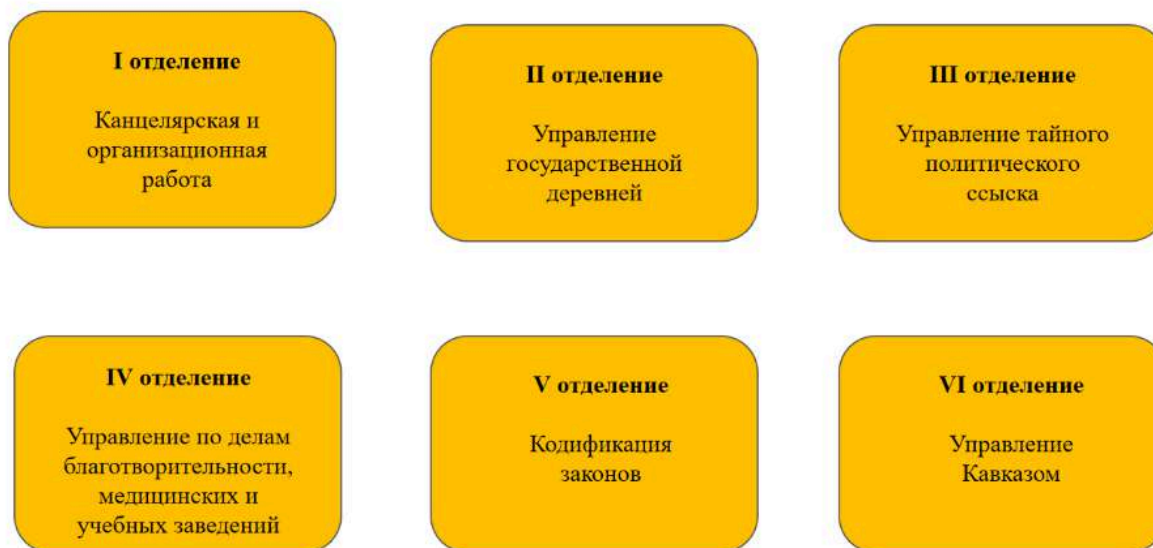 I отделение
Канцелярская и
организационная
работа
II отделение
Управление
государственной
деревней
III отделение
Управление тайного
политического
ссыска
IV отделение
Управление по делам
благотворительности,
медицинских и
учебных заведений
V отделение
Кодификация
законов
VI отделение
Управление
Кавказом